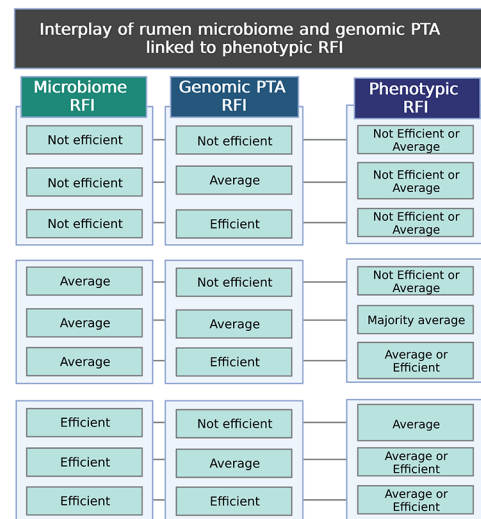 Interplay of rumen microbiome and genomic PTA
linked to phenotypic RFI
Microbiome
RFI
Genomic PTA
RFI
Phenotypic
RFI
Not efficient
Not efficient
Not Efficient or
Average
Not efficient
Average
Not Efficient or
Average
Not efficient
Efficient
Not Efficient or
Average
Average
Not efficient
Not Efficient or
Average
Average
Average
Majority average
Average
Efficient
Average or
Efficient
Efficient
Not efficient
Average
Efficient
Average
Average or
Efficient
Efficient
Efficient
Average or
Efficient